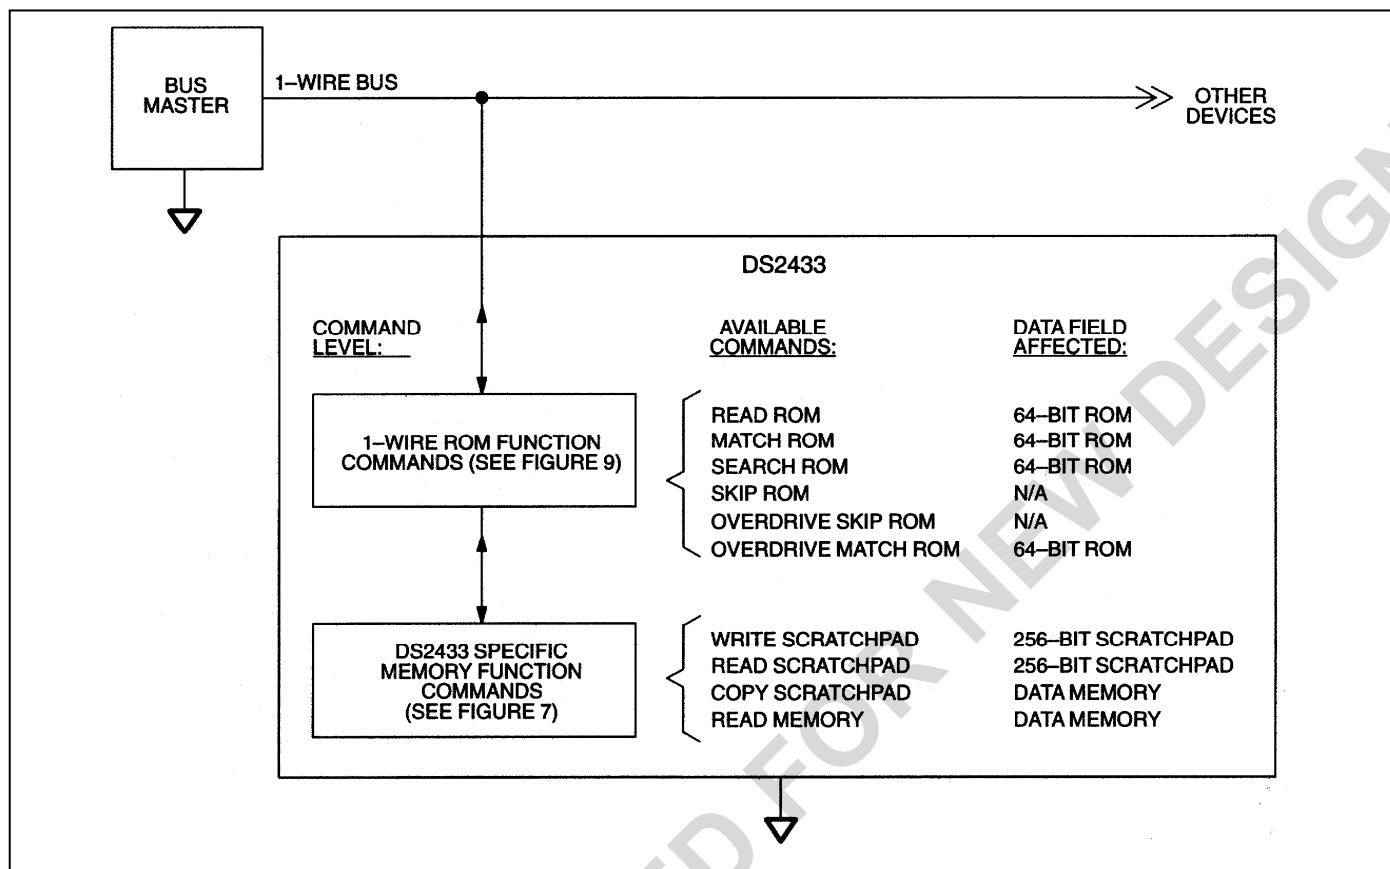 BUS
MASTER
1–WIRE BUS
OTHER
DEVICES
DS2433
COMMAND
LEVEL:
AVAILABLE
COMMANDS:
DATA FIELD
AFFECTED:
1–WIRE ROM FUNCTION
COMMANDS (SEE FIGURE 9)
READ ROM 64–BIT ROM
MATCH ROM 64–BIT ROM
SEARCH ROM 64–BIT ROM
SKIP ROM N/A
OVERDRIVE SKIP ROM N/A
OVERDRIVE MATCH ROM 64–BIT ROM
DS2433 SPECIFIC
MEMORY FUNCTION
COMMANDS
(SEE FIGURE 7)
WRITE SCRATCHPAD 256–BIT SCRATCHPAD
READ SCRATCHPAD 256–BIT SCRATCHPAD
COPY SCRATCHPAD DATA MEMORY
READ MEMORY DATA MEMORY
FOR NEW